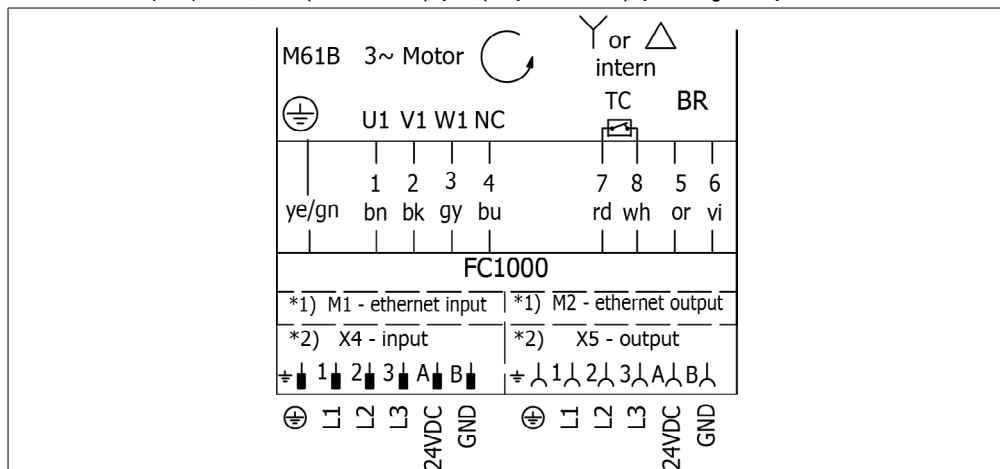 M61B 3~ Motor
or
intern
TC BR
U1 V1 W1 NC
1 2 3 4 7 8 5 6
ye/gn bn bk gy bu rd wh or vi
FC1000
*1) M1 - ethernet input *1) M2 - ethernet output
*2) X4 - input *2) X5 - output
1 2 3 A B 1 2 3 A B
L1 L2 L3 24VDC GND L1 L2 L3 24VDC GND